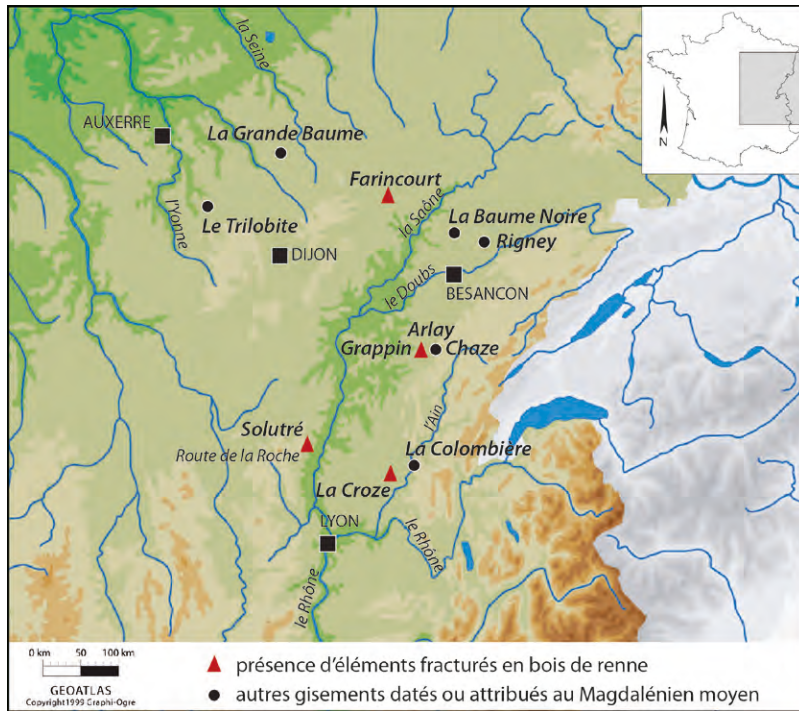 la Seine
N
AUXERRE
La Grande Baume
Farincourt
la Saône
l'Yonne
Le Trilobite
La Baume Noire
Rigney
DIJON
le Doubs
BESANCON
Arlay
Grappin
Chaze
l'Ain
Solutré
Route de la Roche
La Colombière
La Croze
LYON
le Rhône
le Rhône
0 km 50 100 km
GEOATLAS
Copyright1999 Graphi-Ogre
présence d'éléments fracturés en bois de renne
autres gisements datés ou attribués au Magdalénien moyen